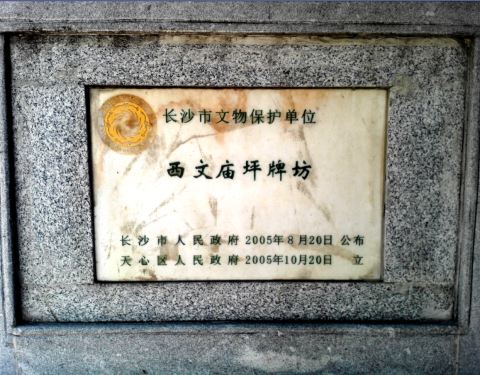 长沙市文物保护单位
西文庙坪牌坊
长沙市人民政府 2005年8月20日 公布
天心区人民政府 2005年10月20日 立